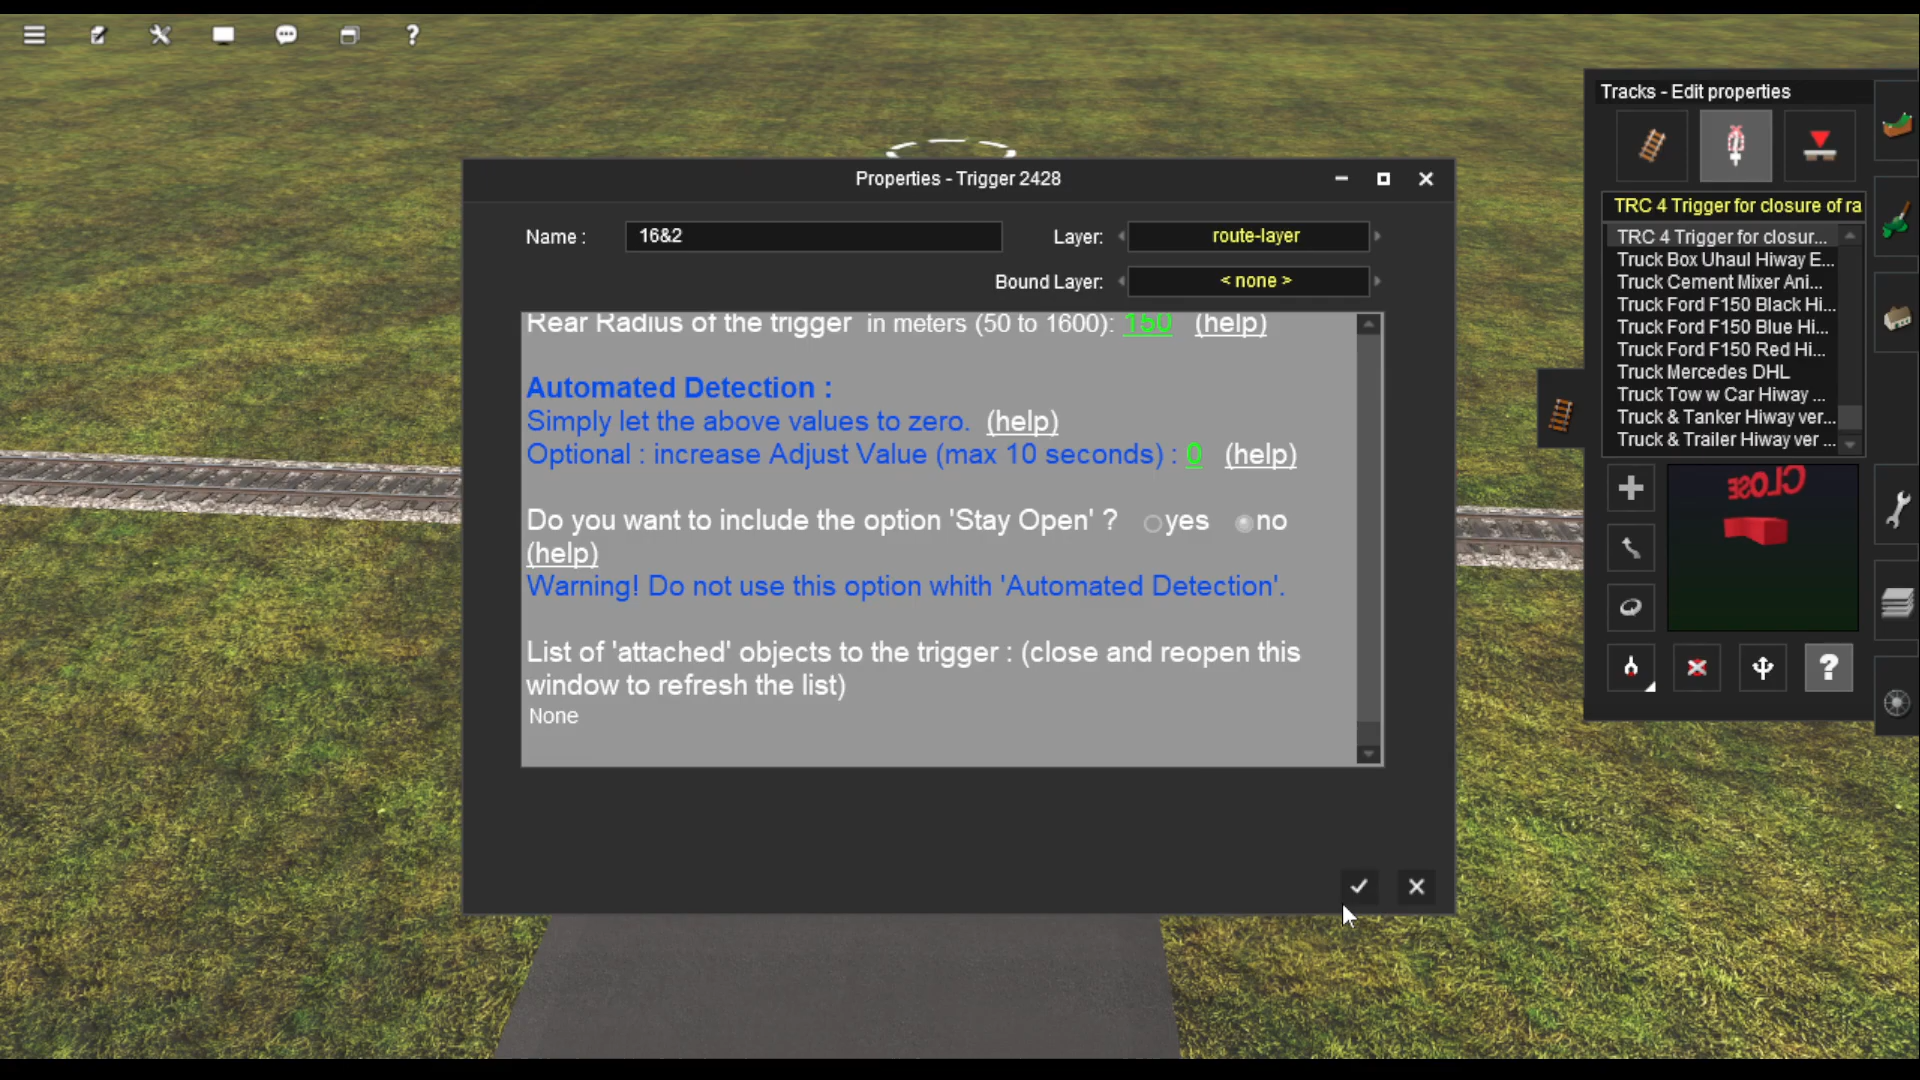 Tracks - Edit properties
Properties - Trigger 2428
Name :
16&2
Layer:
route-layer
Bound Layer:
< none >
Rear Radius of the trigger in meters (50 to 1600): 150 (help)
Automated Detection :
Simply let the above values to zero. (help)
Optional : increase Adjust Value (max 10 seconds) : 0 (help)
Do you want to include the option 'Stay Open' ? yes no
(help)
Warning! Do not use this option whith 'Automated Detection'.
List of 'attached' objects to the trigger : (close and reopen this
window to refresh the list)
None
TRC 4 Trigger for closure of ra
TRC 4 Trigger for closur...
Truck Box Uhaul Hiway E...
Truck Cement Mixer Ani...
Truck Ford F150 Black Hi...
Truck Ford F150 Blue Hi...
Truck Ford F150 Red Hi...
Truck Mercedes DHL
Truck Tow w Car Hiway ...
Truck & Tanker Hiway ver...
Truck & Trailer Hiway ver ...
CLOSE